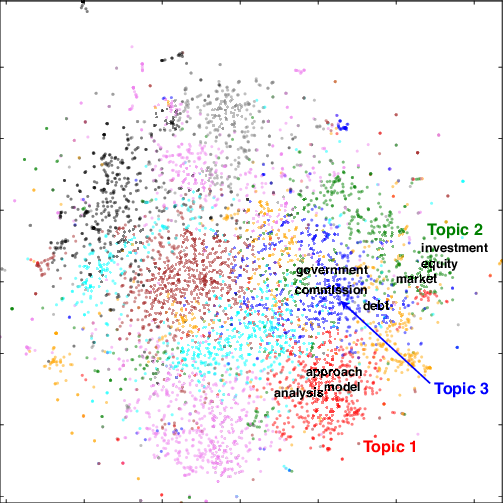 Topic 2
investment
equity
market
government
commission
debt
approach
model
analysis
Topic 3
Topic 1